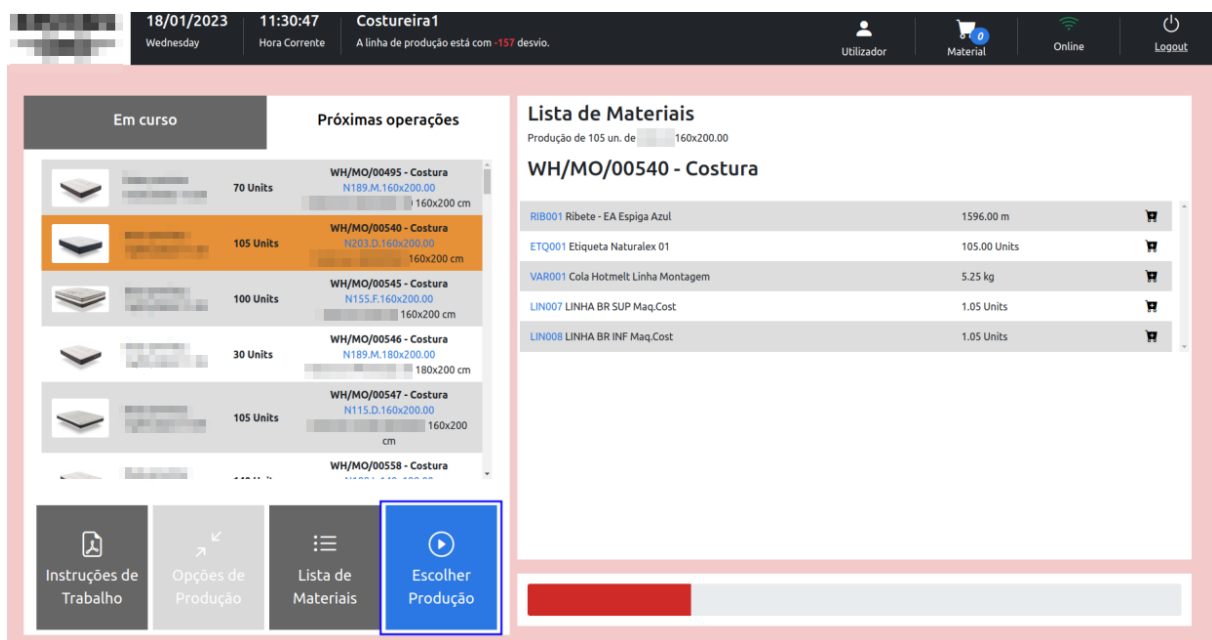 18/01/2023
Wednesday
11:30:47
Hora Corrente
Costureira1
A linha de produção está com -157 desvio.
Utilizador
0
Material
Online
Logout
Em curso
Próximas operações
70 Units
WH/MO/00495 - Costura
N189.M.160x200.00
160x200 cm
105 Units
WH/MO/00540 - Costura
N203.D.160x200.00
160x200 cm
100 Units
WH/MO/00545 - Costura
N155.F.160x200.00
160x200 cm
30 Units
WH/MO/00546 - Costura
N189.M.180x200.00
180x200 cm
105 Units
WH/MO/00547 - Costura
N115.D.160x200.00
160x200
cm
WH/MO/00558 - Costura
Instruções de
Trabalho
Opções de
Produção
Lista de
Materiais
Escolher
Produção
Lista de Materiais
Produção de 105 un. de 160x200.00
WH/MO/00540 - Costura
RIB001 Ribete - EA Espiga Azul 1596.00 m
ETQ001 Etiqueta Naturalex 01 105.00 Units
VAR001 Cola Hotmelt Linha Montagem 5.25 kg
LIN007 LINHA BR SUP Maq.Cost 1.05 Units
LIN008 LINHA BR INF Maq.Cost 1.05 Units